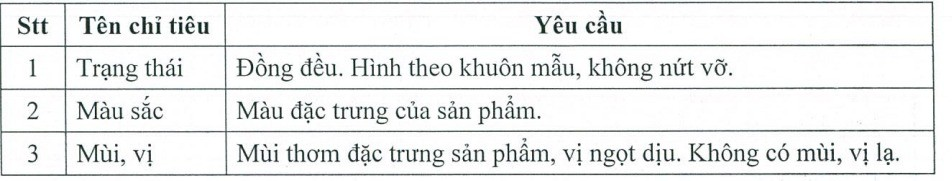 Stt Tên chỉ tiêu Yêu cầu
1 Trạng thái Đồng đều. Hình theo khuôn mẫu, không nứt vỡ.
2 Màu sắc Màu đặc trưng của sản phẩm.
3 Mùi, vị Mùi thơm đặc trưng sản phẩm, vị ngọt dịu. Không có mùi, vị lạ.